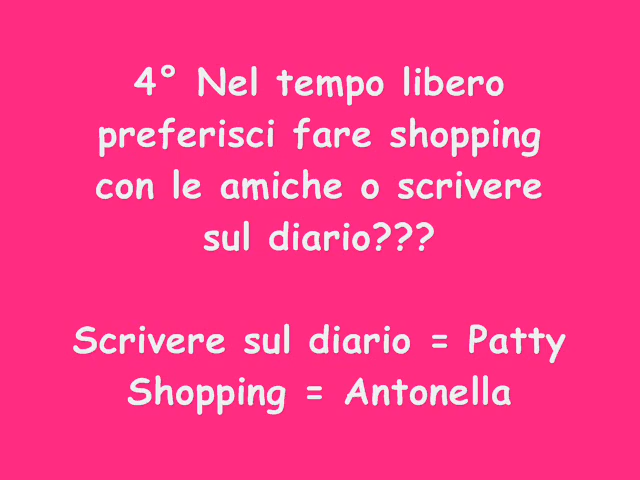 4° Nel tempo libero
preferisci fare shopping
con le amiche o scrivere
sul diario???
Scrivere sul diario = Patty
Shopping = Antonella